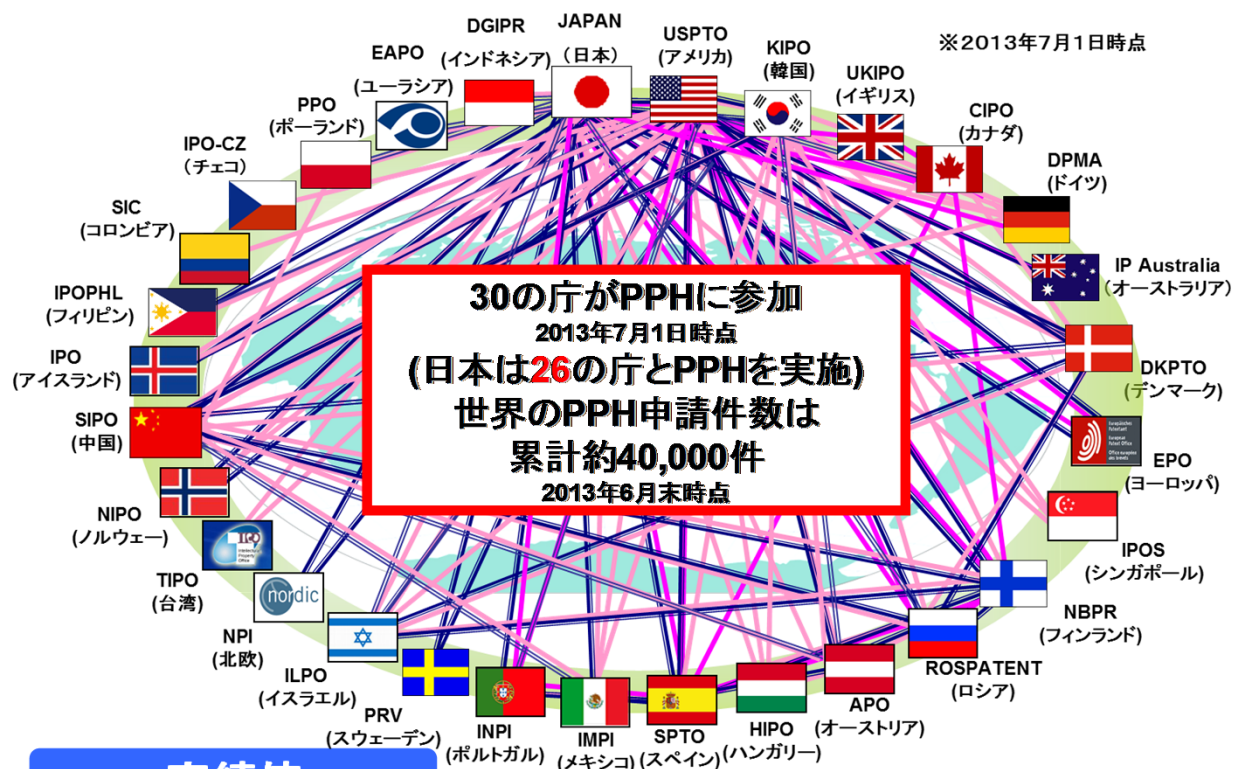 ※2013年7月1日時点
JAPAN
(日本)
USPTO
(アメリカ)
KIPO
(韓国)
UKIPO
(イギリス)
CIPO
(カナダ)
DPMA
(ドイツ)
IP Australia
(オーストラリア)
DKPTO
(デンマーク)
EPO
(ヨーロッパ)
IPOS
(シンガポール)
NBPR
(フィンランド)
ROSPATENT
(ロシア)
APO
(オーストリア)
HIPO
(ハンガリー)
SPTO
(スペイン)
IMPI
(メキシコ)
INPI
(ポルトガル)
PRV
(スウェーデン)
ILPO
(イスラエル)
nordic
NPI
(北欧)
TIPO
(台湾)
NIPO
(ノルウェー)
SIPO
(中国)
IPO
(アイスランド)
IPOPHL
(フィリピン)
SIC
(コロンビア)
IPO-CZ
(チェコ)
PPO
(ポーランド)
EAPO
(ユーラシア)
DGIPR
(インドネシア)
30の庁がPPHに参加
2013年7月1日時点
(日本は26の庁とPPHを実施)
世界のPPH申請件数は
累計約40,000件
2013年6月末時点